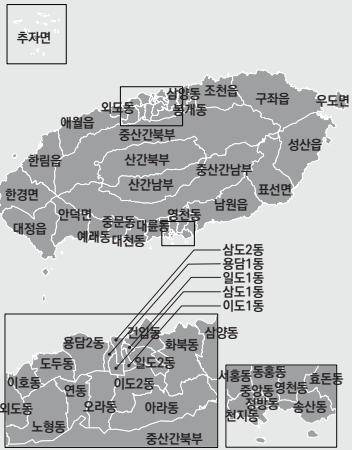 추자면
삼양동
조천읍
구좌읍
우도면
외도동
봉개동
애월읍
중산간북부
성산읍
한림읍
산간북부
중산간남부
한경면
산간남부
표선면
안덕면
영천동
남원읍
대정읍
중문동
대륜동
예래동
대천동
삼도2동
용담1동
일도1동
삼도1동
이도1동
용담2동
건입동
삼양동
화북동
도두동
일도2동
이호동
연동
이도2동
외도동
오라동
아라동
노형동
중산간북부
서홍동
동홍동
효돈동
중앙동
영천동
정방동
송산동
천지동